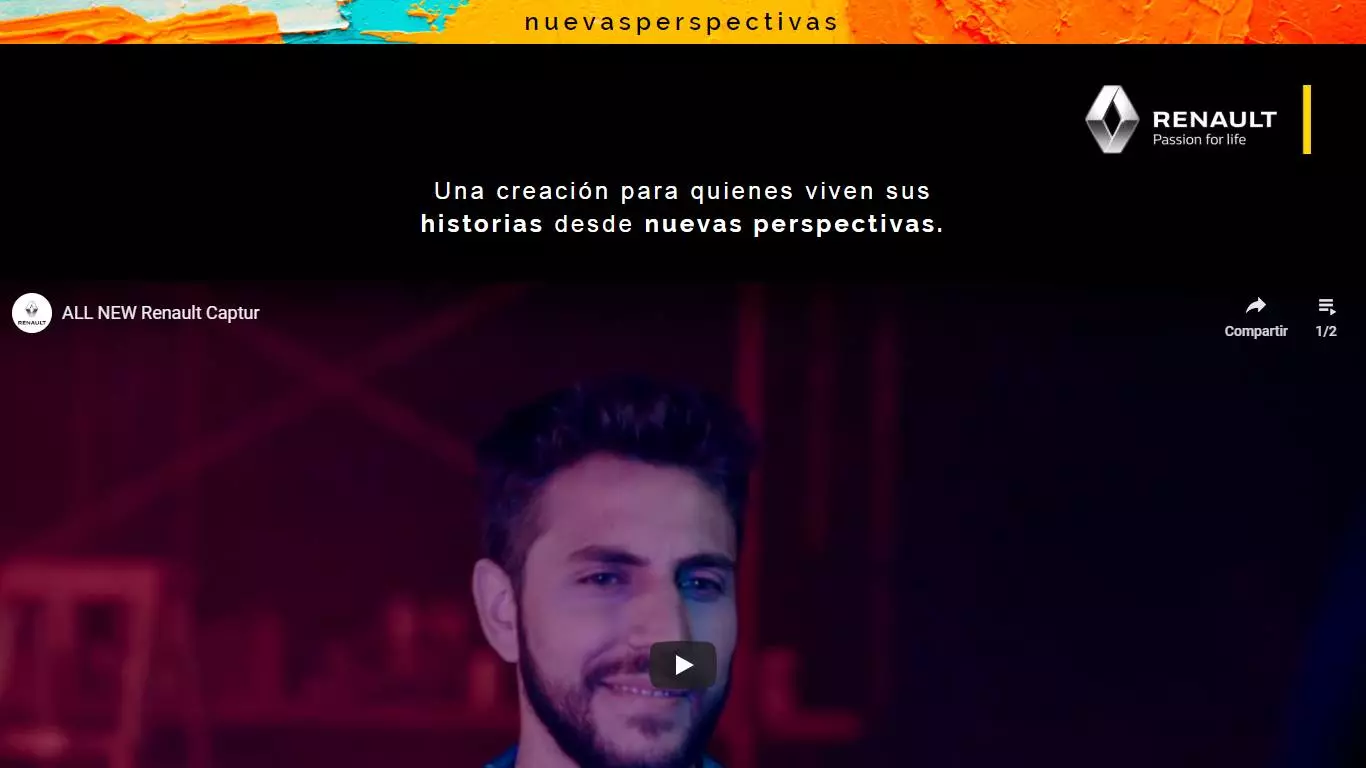 nuevasperspectivas
RENAULT
Passion for life
Una creación para quienes viven sus
historias desde nuevas perspectivas.
RENAULT
ALL NEW Renault Captur
Compartir
1/2